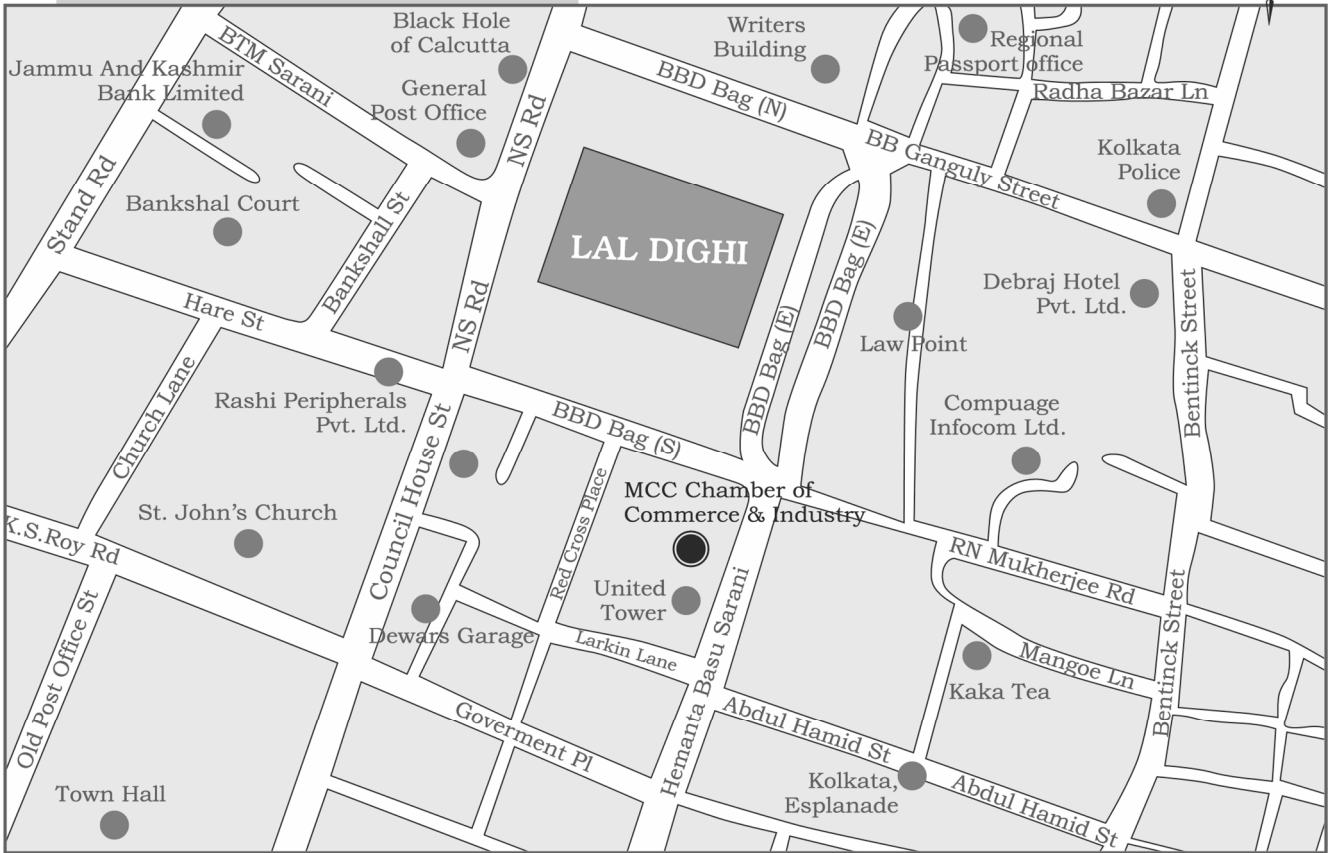 Black Hole
of Calcutta
Writers
Building
Regional
Passport office
BTM Sarani
Jammu And Kashmir
Bank Limited
General
Post Office
NS Rd
BBD Bag (N)
Radha Bazar Ln
BB Ganguly Street
Kolkata
Police
Stand Rd
Bankshal Court
Bankshall St
LAL DIGHI
BBD Bag (E)
BBD Bag (E)
Debraj Hotel
Pvt. Ltd.
Bentinck Street
Hare St
NS Rd
Law Point
Church Lane
Rashi Peripherals
Pvt. Ltd.
Council House St
BBD Bag (S)
Compuage
Infocom Ltd.
Red Cross Place
MCC Chamber of
Commerce & Industry
St. John's Church
K.S.Roy Rd
RN Mukherjee Rd
United
Tower
Dewars Garage
Larkin Lane
Hemanta Basu Sarani
Mangoe Ln
Bentinck Street
Kaka Tea
Old Post Office St
Goverment Pl
Abdul Hamid St
Kolkata,
Esplanade
Abdul Hamid St
Town Hall